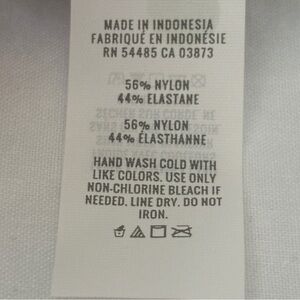 MADE IN INDONESIA
FABRIQUÉ EN INDONÉSIE
RN 54485 CA 03873
56% NYLON
44% ELASTANE
56% NYLON
44% ÉLASTHANNE
HAND WASH COLD WITH
LIKE COLORS. USE ONLY
NON-CHLORINE BLEACH IF
NEEDED. LINE DRY. DO NOT
IRON.